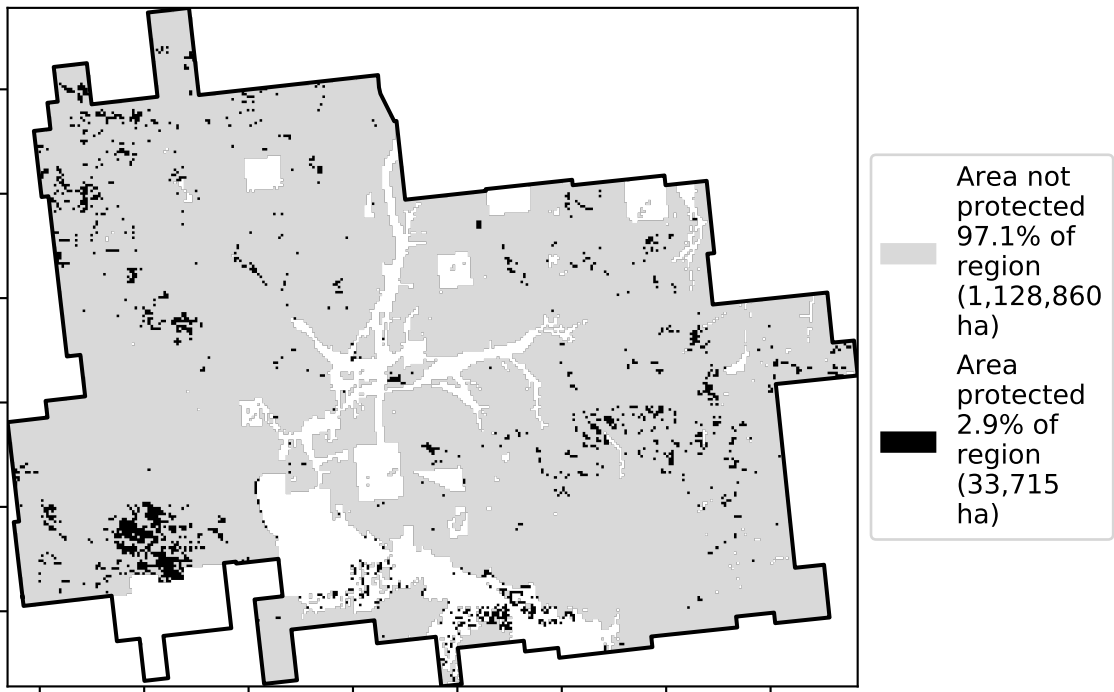 Area not
protected
97.1% of
region
(1,128,860
ha)
Area
protected
2.9% of
region
(33,715
ha)